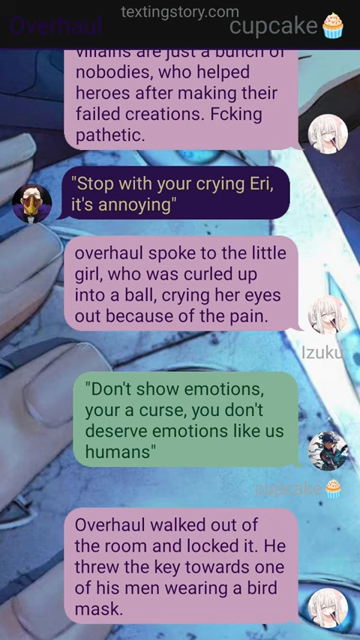 textingstory.com
Overhaul
cupcake🧁
villains are just a bunch of
nobodies, who helped
heroes after making their
failed creations. Fcking
pathetic.
"Stop with your crying Eri,
it's annoying"
overhaul spoke to the little
girl, who was curled up
into a ball, crying her eyes
out because of the pain.
Izuku
"Don't show emotions,
your a curse, you don't
deserve emotions like us
humans"
cupcake🧁
Overhaul walked out of
the room and locked it. He
threw the key towards one
of his men wearing a bird
mask.